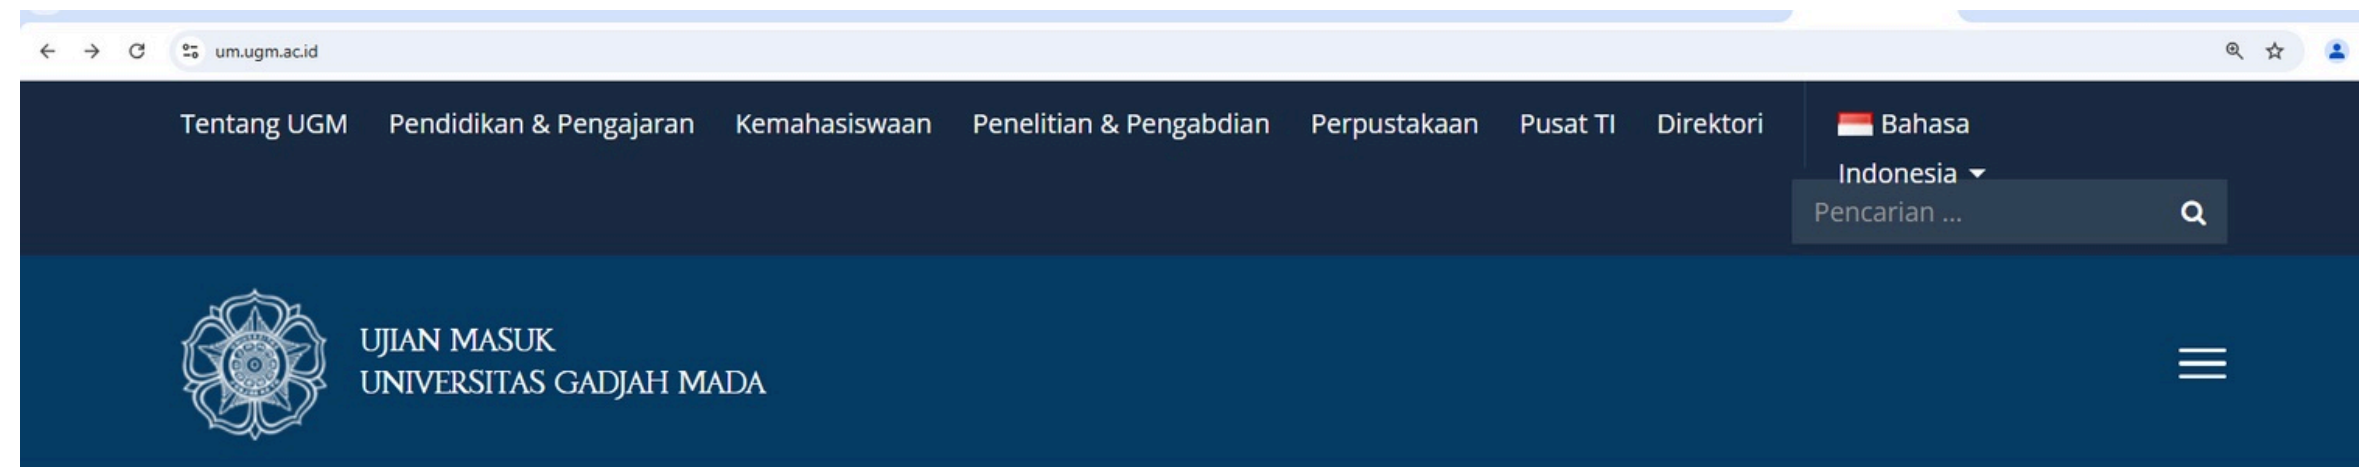 um.ugm.ac.id
Tentang UGM Pendidikan & Pengajaran Kemahasiswaan Penelitian & Pengabdian Perpustakaan Pusat TI Direktori Bahasa
Indonesia
Pencarian ...
UJIAN MASUK
UNIVERSITAS GADJAH MADA